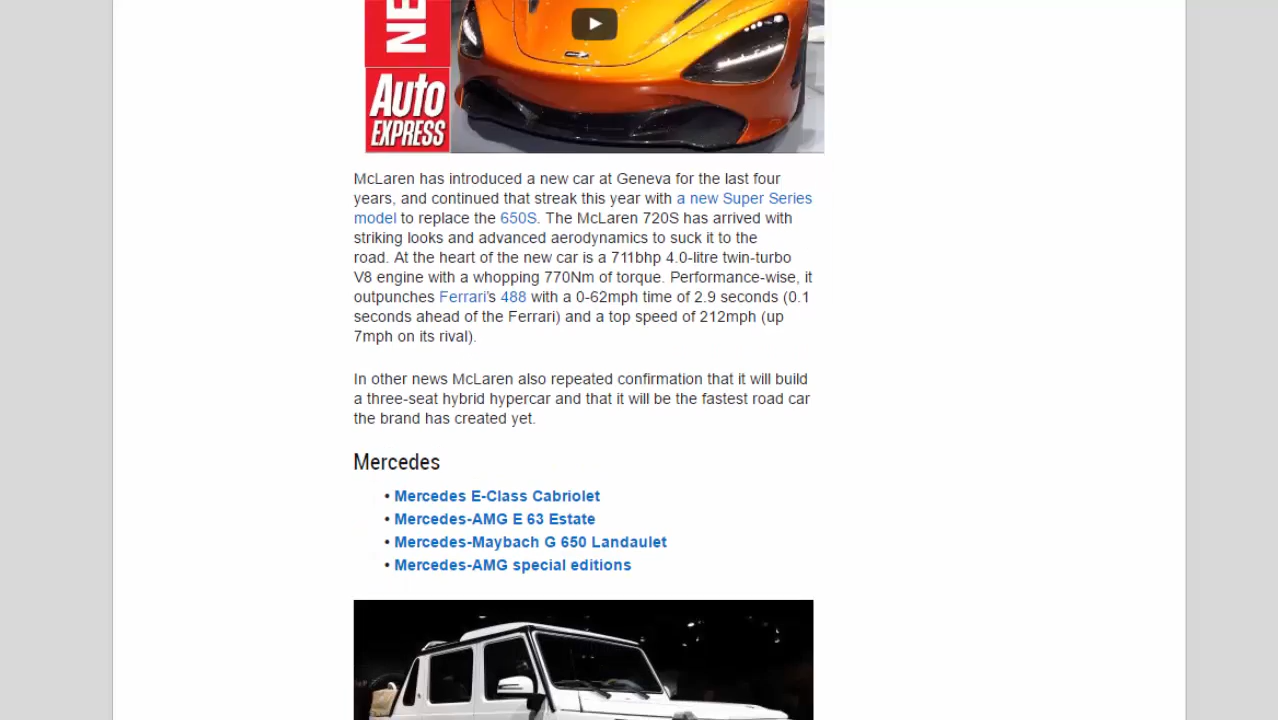 NE
Auto
EXPRESS
McLaren has introduced a new car at Geneva for the last four
years, and continued that streak this year with a new Super Series
model to replace the 650S. The McLaren 720S has arrived with
striking looks and advanced aerodynamics to suck it to the
road. At the heart of the new car is a 711bhp 4.0-litre twin-turbo
V8 engine with a whopping 770Nm of torque. Performance-wise, it
outpunches Ferrari's 488 with a 0-62mph time of 2.9 seconds (0.1
seconds ahead of the Ferrari) and a top speed of 212mph (up
7mph on its rival).
In other news McLaren also repeated confirmation that it will build
a three-seat hybrid hypercar and that it will be the fastest road car
the brand has created yet.
Mercedes
• Mercedes E-Class Cabriolet
• Mercedes-AMG E 63 Estate
• Mercedes-Maybach G 650 Landaulet
• Mercedes-AMG special editions